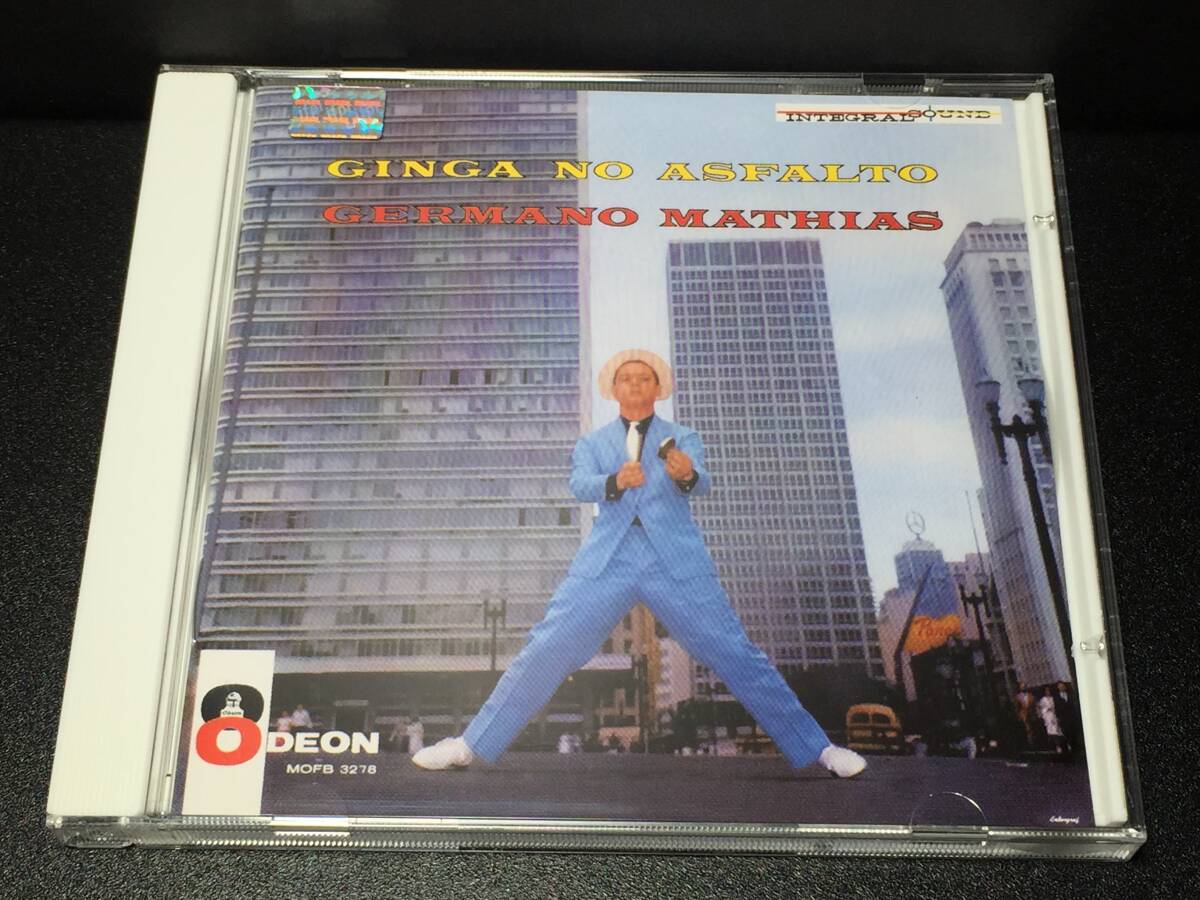 INTEGRAL SOUND
GINGA NO ASFALTO
GERMANO MATHIAS
ODEON
MOFB 3278